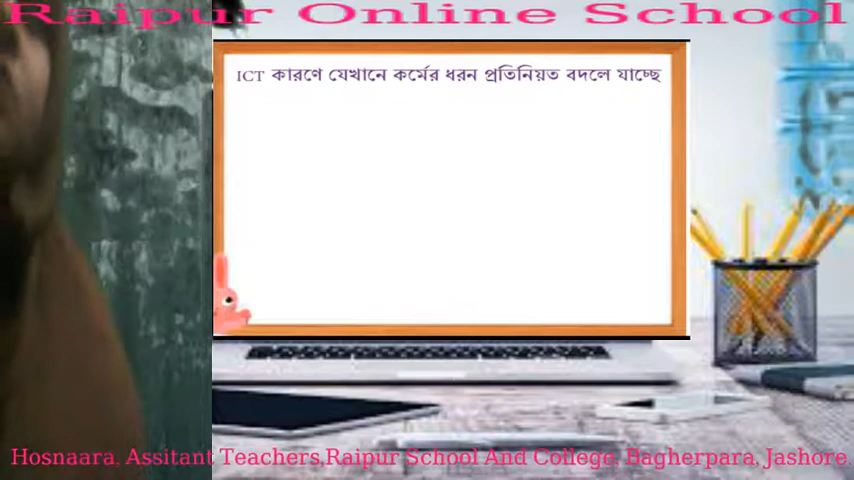 Raipur Online School
ICT কারণে যেখানে কর্মের ধরন প্রতিনিয়ত বদলে যাচ্ছে
Hosnaara, Assitant Teachers,Raipur School And College, Bagherpara, Jashore.